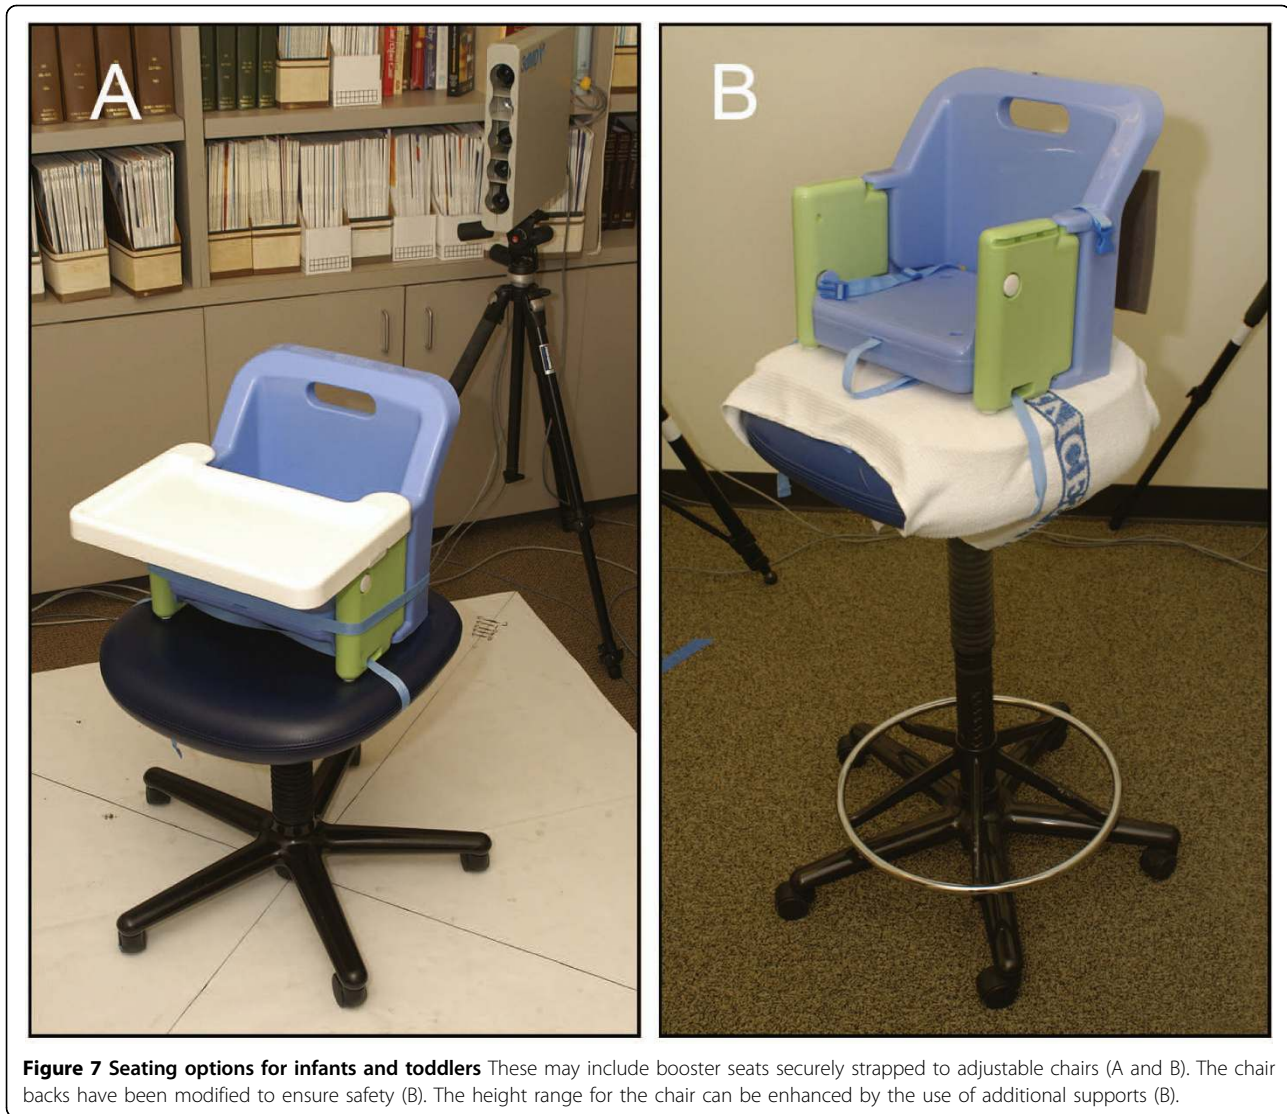 A
B
Figure 7 Seating options for infants and toddlers These may include booster seats securely strapped to adjustable chairs (A and B). The chair
backs have been modified to ensure safety (B). The height range for the chair can be enhanced by the use of additional supports (B).